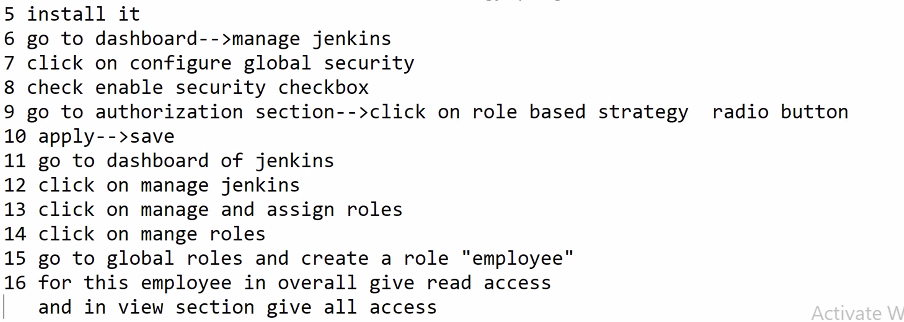 5 install it
6 go to dashboard-->manage jenkins
7 click on configure global security
8 check enable security checkbox
9 go to authorization section-->click on role based strategy  radio button
10 apply-->save
11 go to dashboard of jenkins
12 click on manage jenkins
13 click on manage and assign roles
14 click on mange roles
15 go to global roles and create a role "employee"
16 for this employee in overall give read access
and in view section give all access
Activate